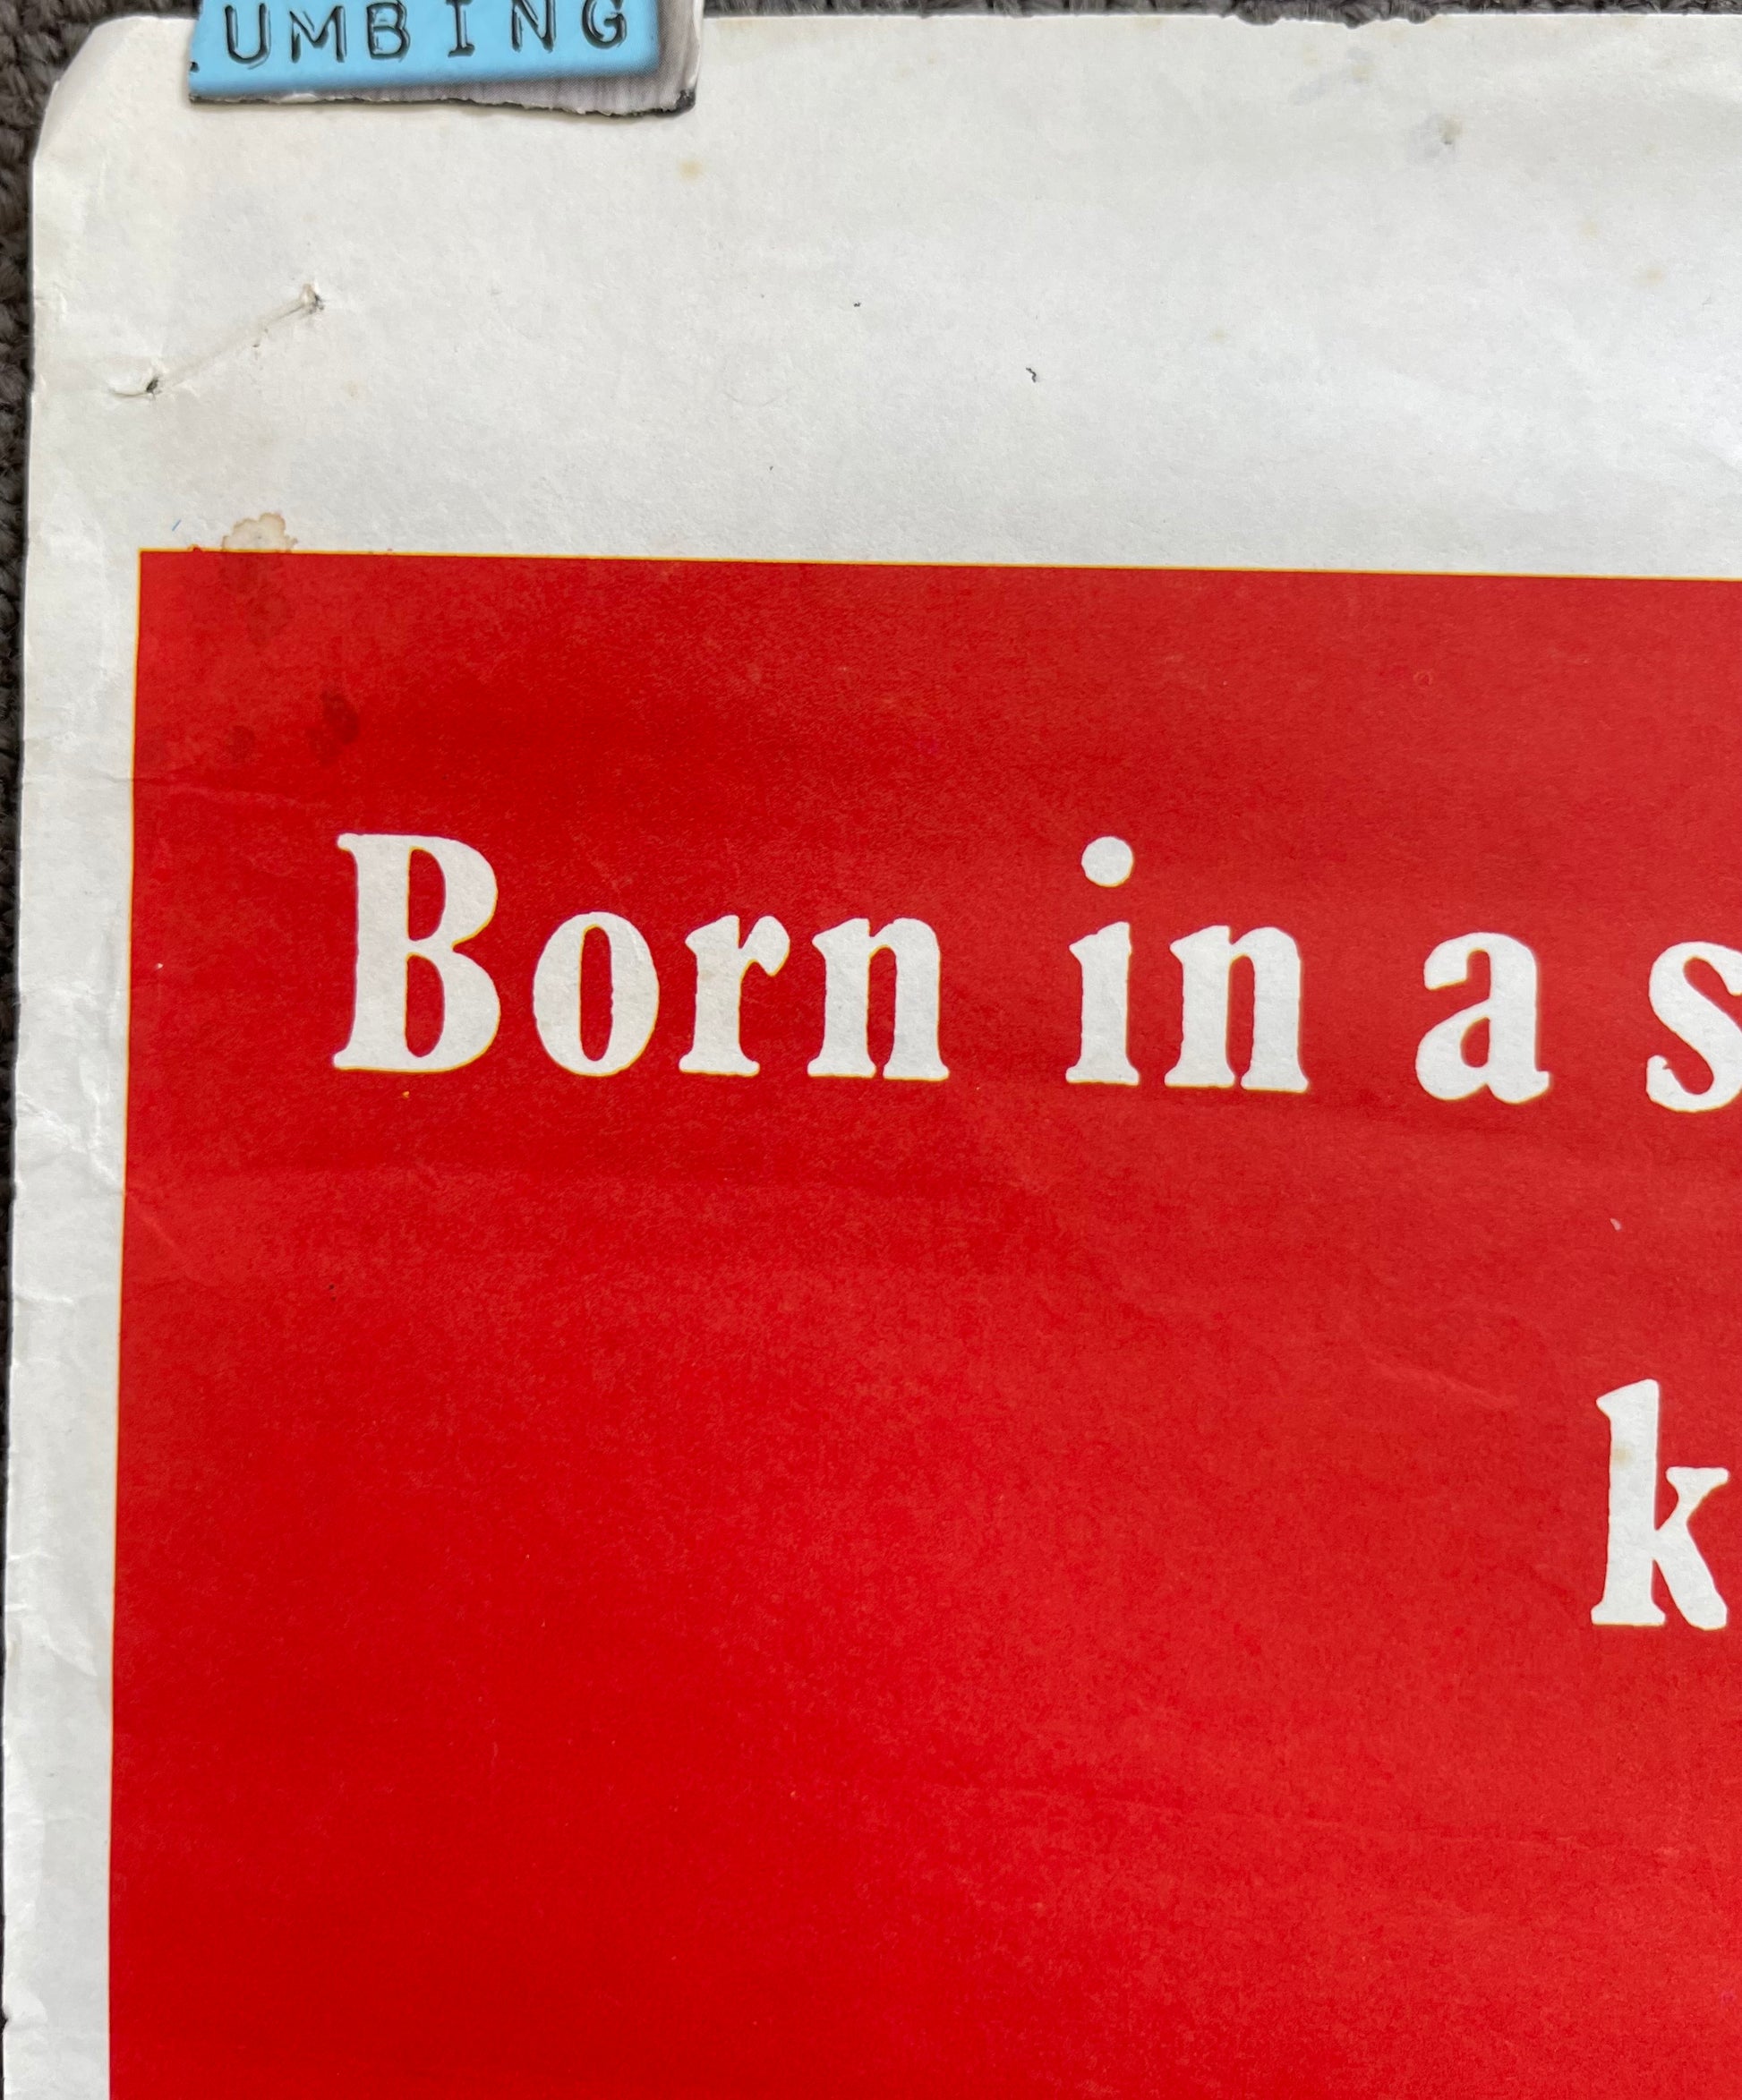 UMBING
Born in a s
k